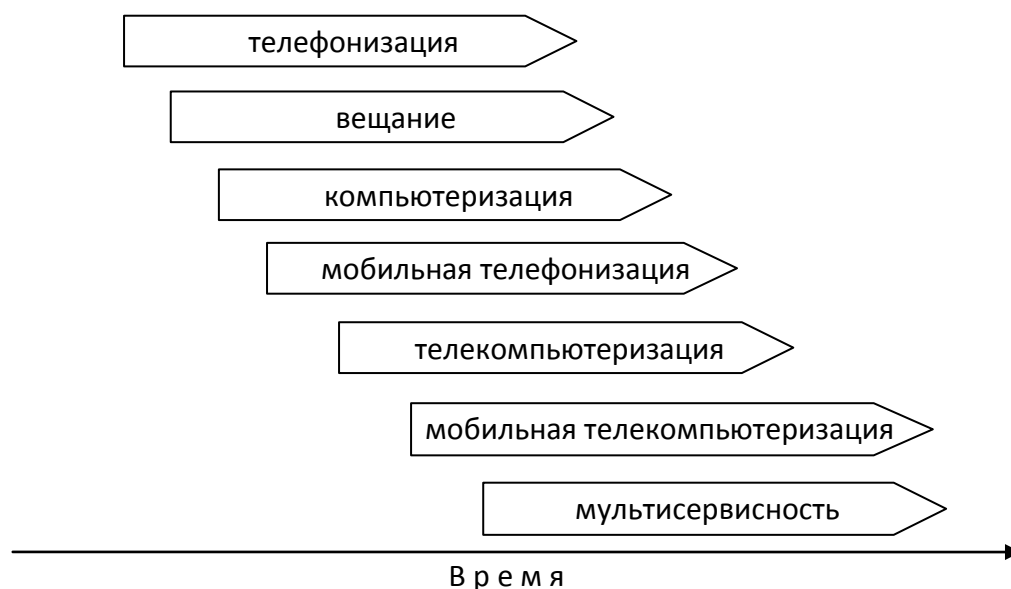 телефонизация
вещание
компьютеризация
мобильная телефонизация
телекомпьютеризация
мобильная телекомпьютеризация
мультисервисность
В р е м я